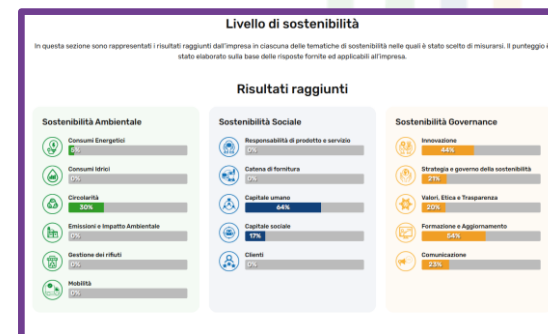 Livello di sostenibilità
In questa sezione sono rappresentati i risultati raggiunti dall'impresa in ciascuna delle tematiche di sostenibilità nelle quali è stato scelto di misurarsi. Il punteggio è
stato elaborato sulla base delle risposte fornite ed applicabili all'impresa.
Risultati raggiunti
Sostenibilità Ambientale
Consumi Energetici
5%
Consumi Idrici
0%
Circolarità
30%
Emissioni e Impatto Ambientale
0%
Gestione dei rifiuti
0%
Mobilità
0%
Sostenibilità Sociale
Responsabilità di prodotto e servizio
0%
Catena di fornitura
0%
Capitale umano
64%
Capitale sociale
17%
Clienti
0%
Sostenibilità Governance
Innovazione
44%
Strategia e governo della sostenibilità
21%
Valori, Etica e Trasparenza
20%
Formazione e Aggiornamento
54%
Comunicazione
23%